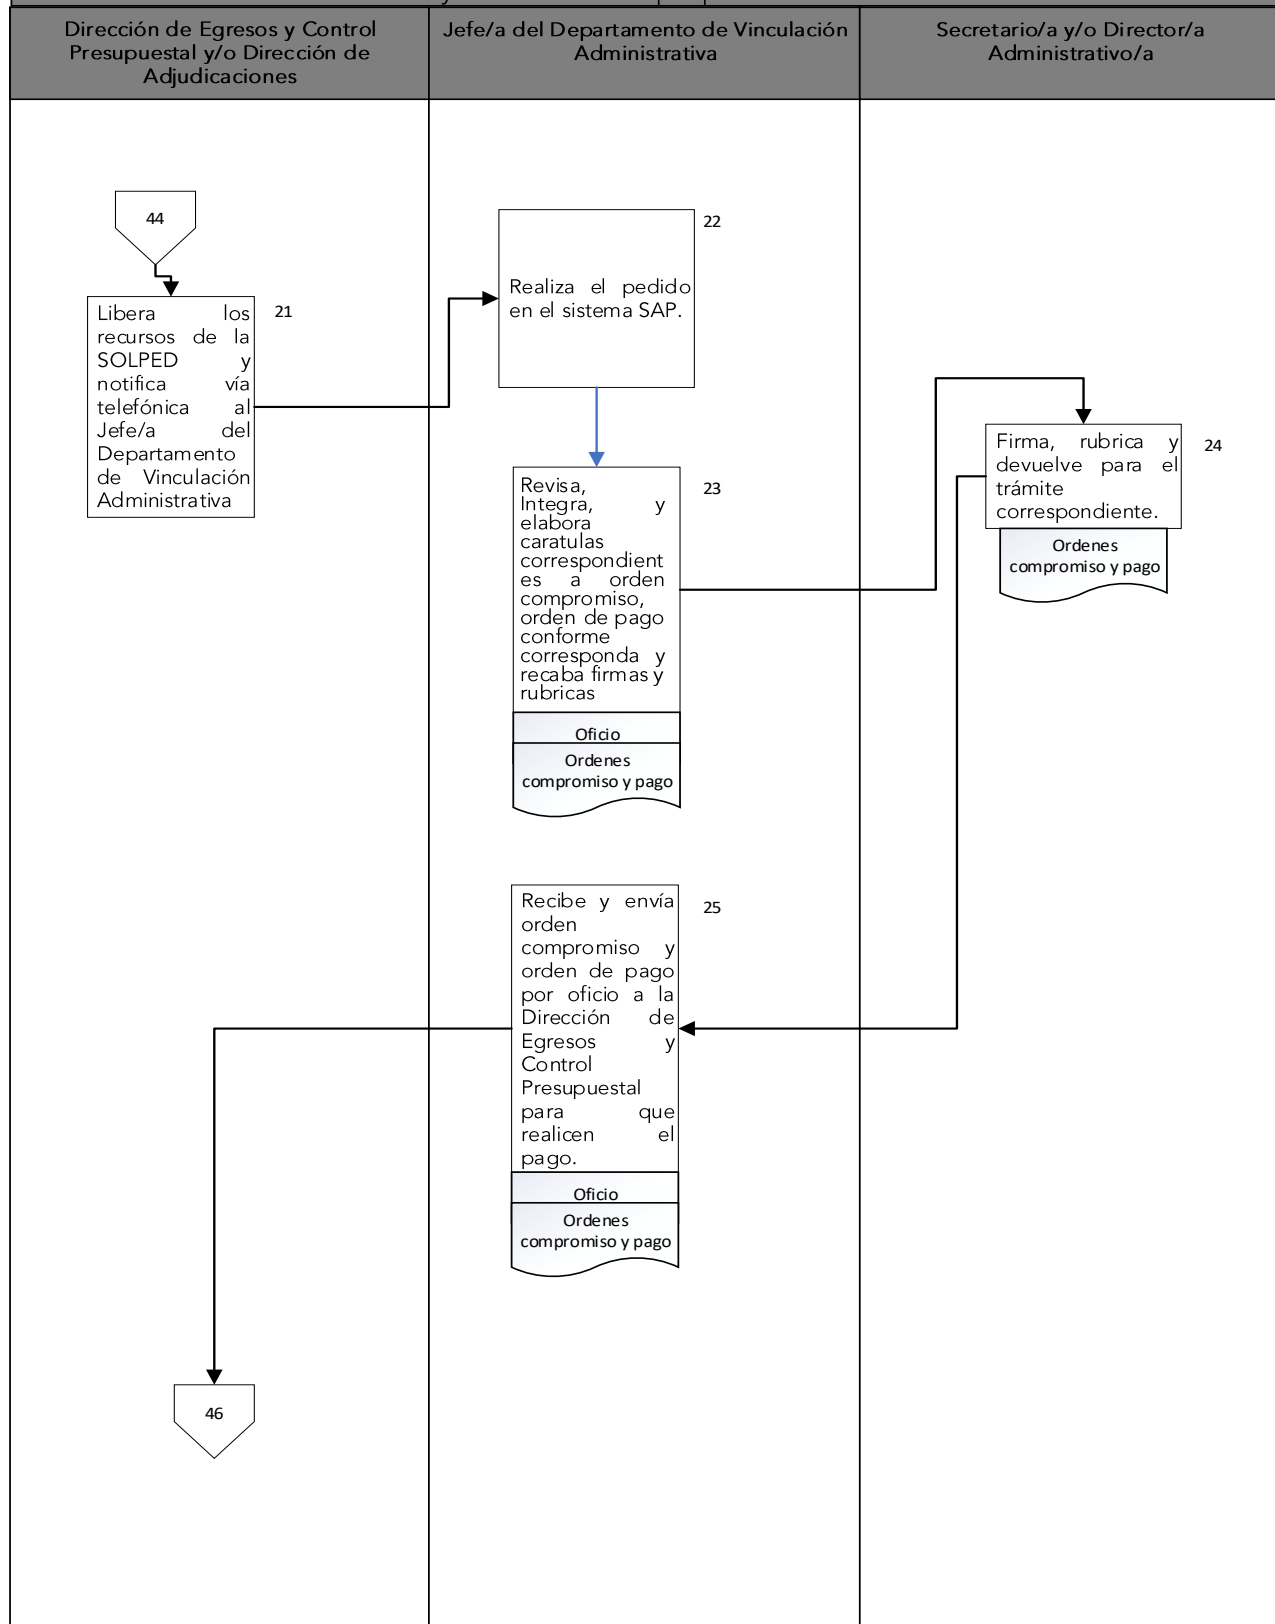 Dirección de Egresos y Control
Presupuestal y/o Dirección de
Adjudicaciones
Jefe/a del Departamento de Vinculación
Administrativa
Secretario/a y/o Director/a
Administrativo/a
44
Libera los
recursos de la
SOLPED y
notifica vía
telefónica al
Jefe/a del
Departamento
de Vinculación
Administrativa
21
22
Realiza el pedido
en el sistema SAP.
Revisa,
Integra, y
elabora
caratulas
correspondient
es a orden
compromiso,
orden de pago
conforme
corresponda y
recaba firmas y
rubricas
23
Oficio
Ordenes
compromiso y pago
Firma, rubrica y
devuelve para el
trámite
correspondiente.
24
Ordenes
compromiso y pago
Recibe y envía
orden
compromiso y
orden de pago
por oficio a la
Dirección de
Egresos y
Control
Presupuestal
para que
realicen el
pago.
25
Oficio
Ordenes
compromiso y pago
46